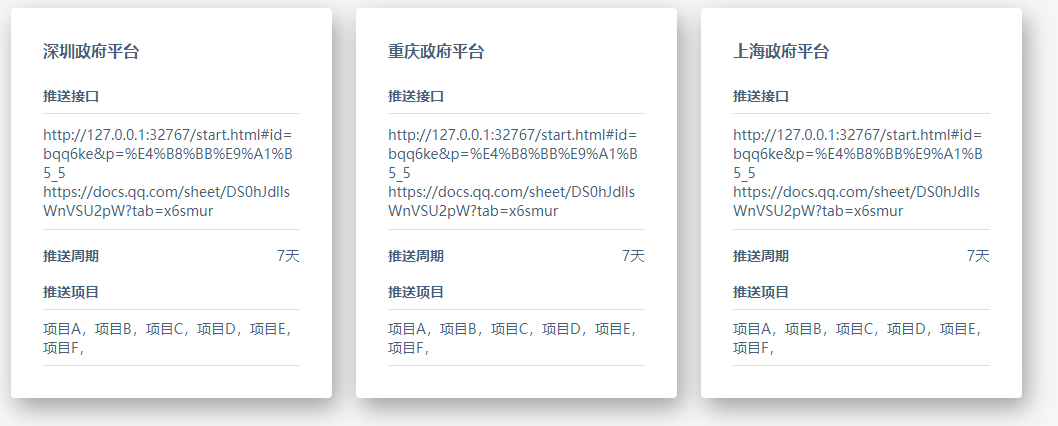 深圳政府平台
推送接口
http://127.0.0.1:32767/start.html#id=
bqq6ke&p=%E4%B8%BB%E9%A1%B
5_5
https://docs.qq.com/sheet/DS0hJdlls
WnVSU2pW?tab=x6smur
推送周期 7天
推送项目
项目A，项目B，项目C，项目D，项目E，
项目F，
重庆政府平台
推送接口
http://127.0.0.1:32767/start.html#id=
bqq6ke&p=%E4%B8%BB%E9%A1%B
5_5
https://docs.qq.com/sheet/DS0hJdlls
WnVSU2pW?tab=x6smur
推送周期 7天
推送项目
项目A，项目B，项目C，项目D，项目E，
项目F，
上海政府平台
推送接口
http://127.0.0.1:32767/start.html#id=
bqq6ke&p=%E4%B8%BB%E9%A1%B
5_5
https://docs.qq.com/sheet/DS0hJdlls
WnVSU2pW?tab=x6smur
推送周期 7天
推送项目
项目A，项目B，项目C，项目D，项目E，
项目F，